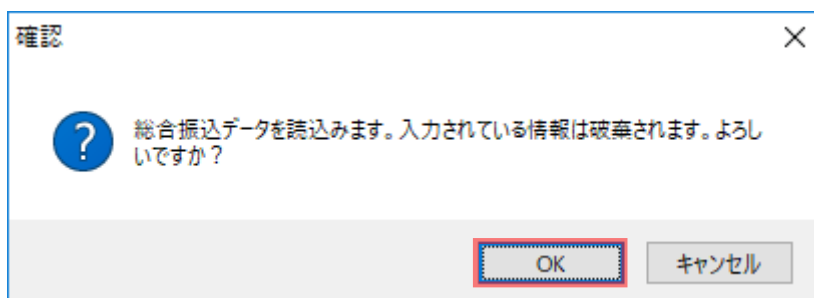 確認
総合振込データを読込みます。入力されている情報は破棄されます。よろし
いですか？
OK
キャンセル